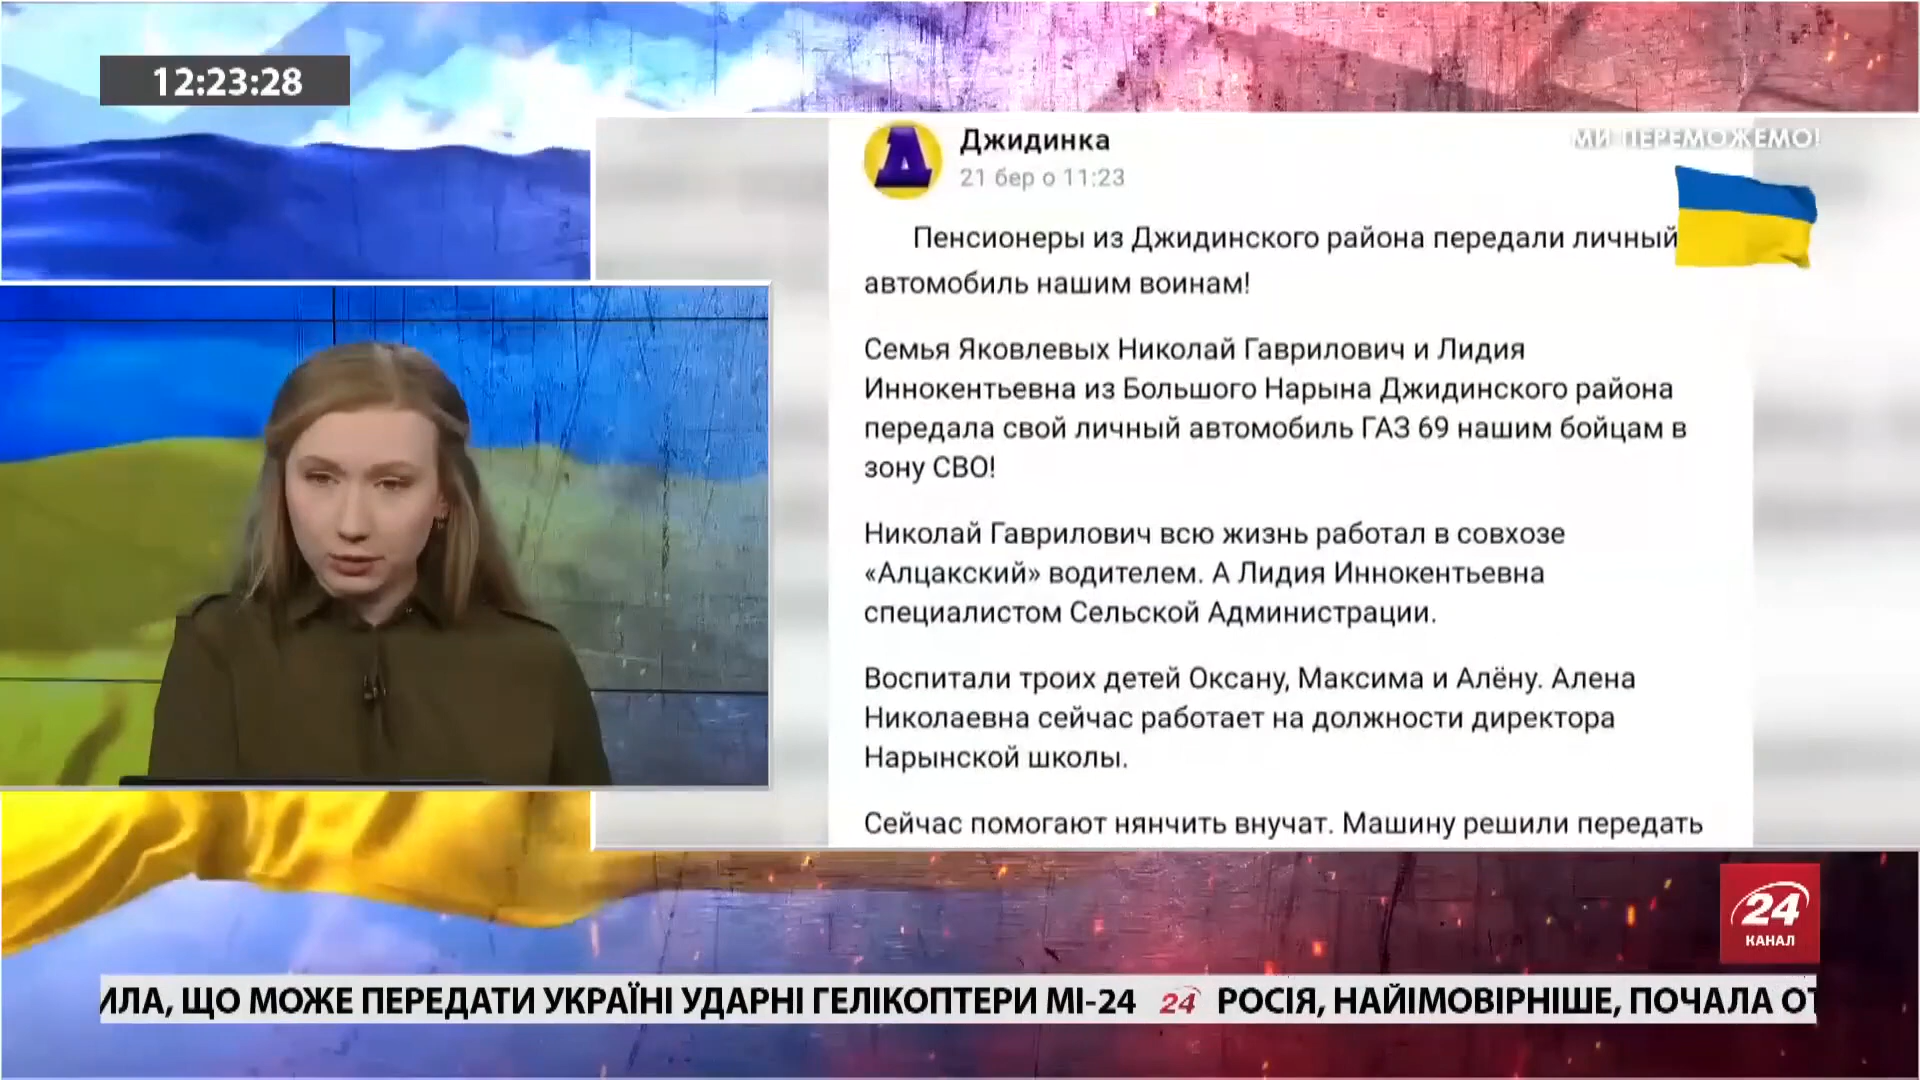 12:23:28
Джидинка
21 бер о 11:23
МИ ПЕРЕМОЖЕМО!
Пенсионеры из Джидинского района передали личный
автомобиль нашим воинам!
Семья Яковлевых Николай Гаврилович и Лидия
Иннокентьевна из Большого Нарына Джидинского района
передала свой личный автомобиль ГАЗ 69 нашим бойцам в
зону СВО!
Николай Гаврилович всю жизнь работал в совхозе
«Алцакский» водителем. А Лидия Иннокентьевна
специалистом Сельской Администрации.
Воспитали троих детей Оксану, Максима и Алёну. Алена
Николаевна сейчас работает на должности директора
Нарынской школы.
Сейчас помогают нянчить внучат. Машину решили передать
24
КАНАЛ
ИЛА, ЩО МОЖЕ ПЕРЕДАТИ УКРАЇНІ УДАРНІ ГЕЛІКОПТЕРИ МІ-24 24 РОСІЯ, НАЙІМОВІРНІШЕ, ПОЧАЛА ОТ